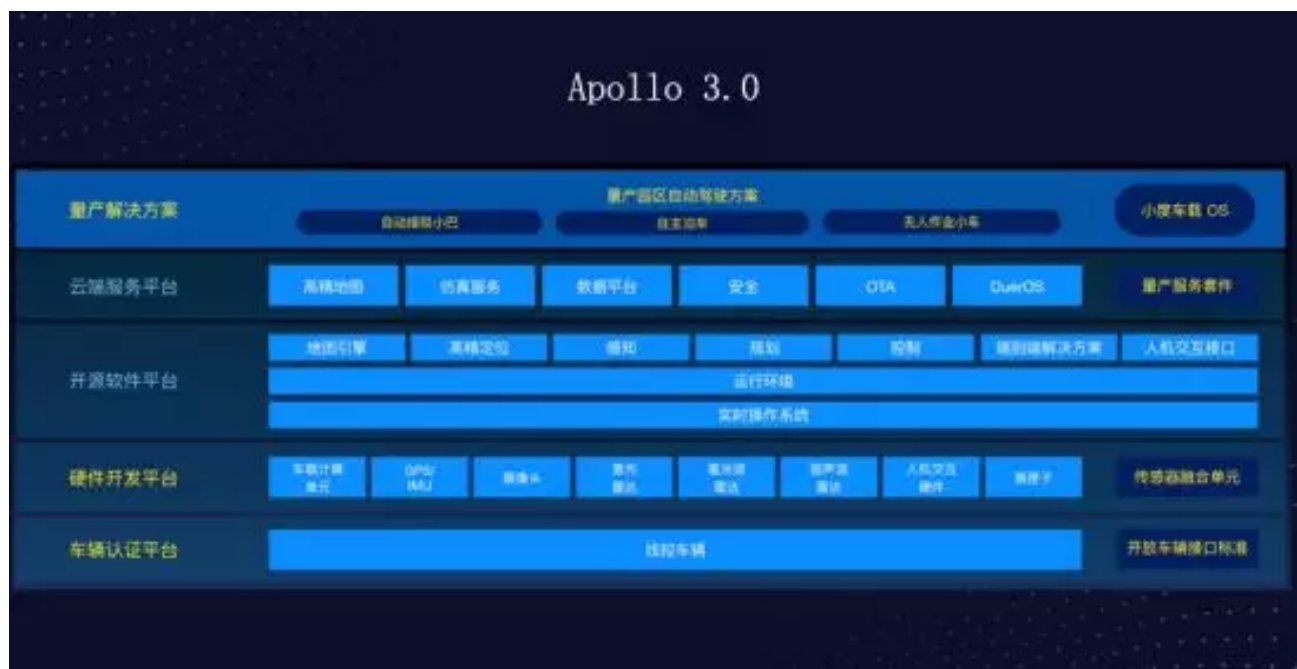 Apollo 3.0
量产解决方案
量产园区自动驾驶方案
自动接驳小巴
自主泊车
无人作业小车
小度车载 OS
云端服务平台
高精地图
仿真服务
数据平台
安全
OTA
DuerOS
量产服务套件
开源软件平台
地图引擎
高精定位
感知
规划
控制
端到端解决方案
人机交互接口
运行环境
实时操作系统
硬件开发平台
车载计算
单元
GPS/
IMU
摄像头
激光
雷达
毫米波
雷达
超声波
雷达
人机交互
硬件
黑匣子
传感器融合单元
车辆认证平台
线控车辆
开放车辆接口标准